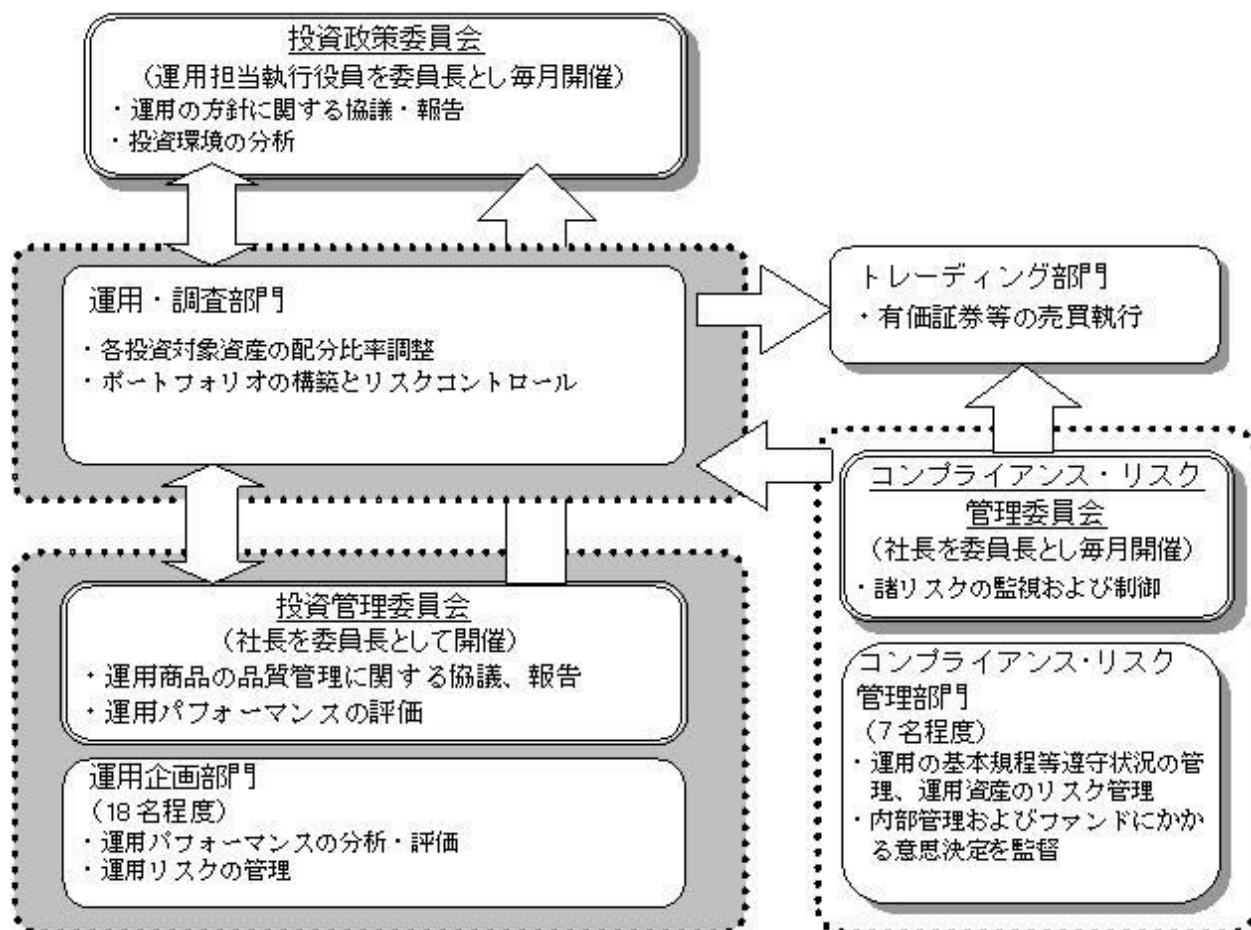 投資政策委員会
（運用担当執行役員を委員長とし毎月開催）
・運用の方針に関する協議・報告
・投資環境の分析
運用・調査部門
・各投資対象資産の配分比率調整
・ポートフォリオの構築とリスクコントロール
トレーディング部門
・有価証券等の売買執行
コンプライアンス・リスク
管理委員会
（社長を委員長とし毎月開催）
・諸リスクの監視および制御
投資管理委員会
（社長を委員長として開催）
・運用商品の品質管理に関する協議、報告
・運用パフォーマンスの評価
運用企画部門
（18名程度）
・運用パフォーマンスの分析・評価
・運用リスクの管理
コンプライアンス・リスク
管理部門
（7名程度）
・運用の基本規程等遵守状況の管
理、運用資産のリスク管理
・内部管理およびファンドにかか
る意思決定を監督